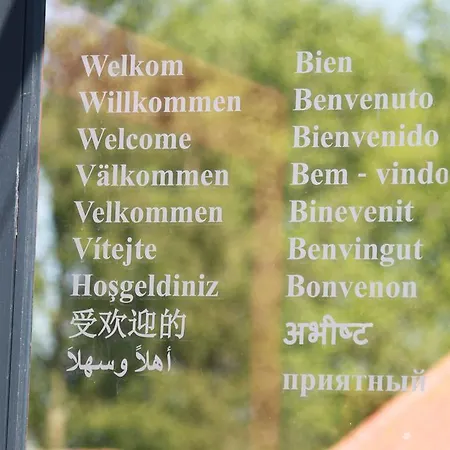 Welkom
Willkommen
Welcome
Välkommen
Velkommen
Vítejte
Hoşgeldiniz
受欢迎的
أهلاً وسهلاً
Bien
Benvenuto
Bienvenido
Bem - vindo
Binevenit
Benvingut
Bonvenon
अभीष्ट
приятный